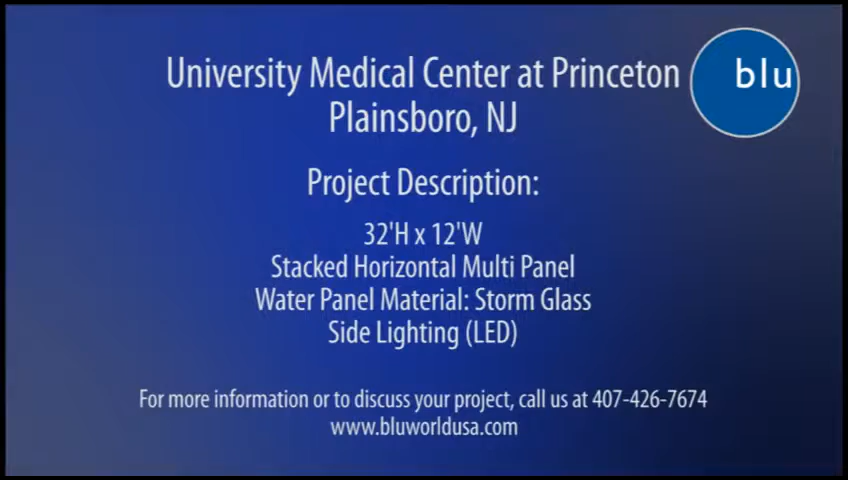 University Medical Center at Princeton
blu
Plainsboro, NJ
Project Description:
32'H x 12'W
Stacked Horizontal Multi Panel
Water Panel Material: Storm Glass
Side Lighting (LED)
For more information or to discuss your project, call us at 407-426-7674
www.bluworldusa.com